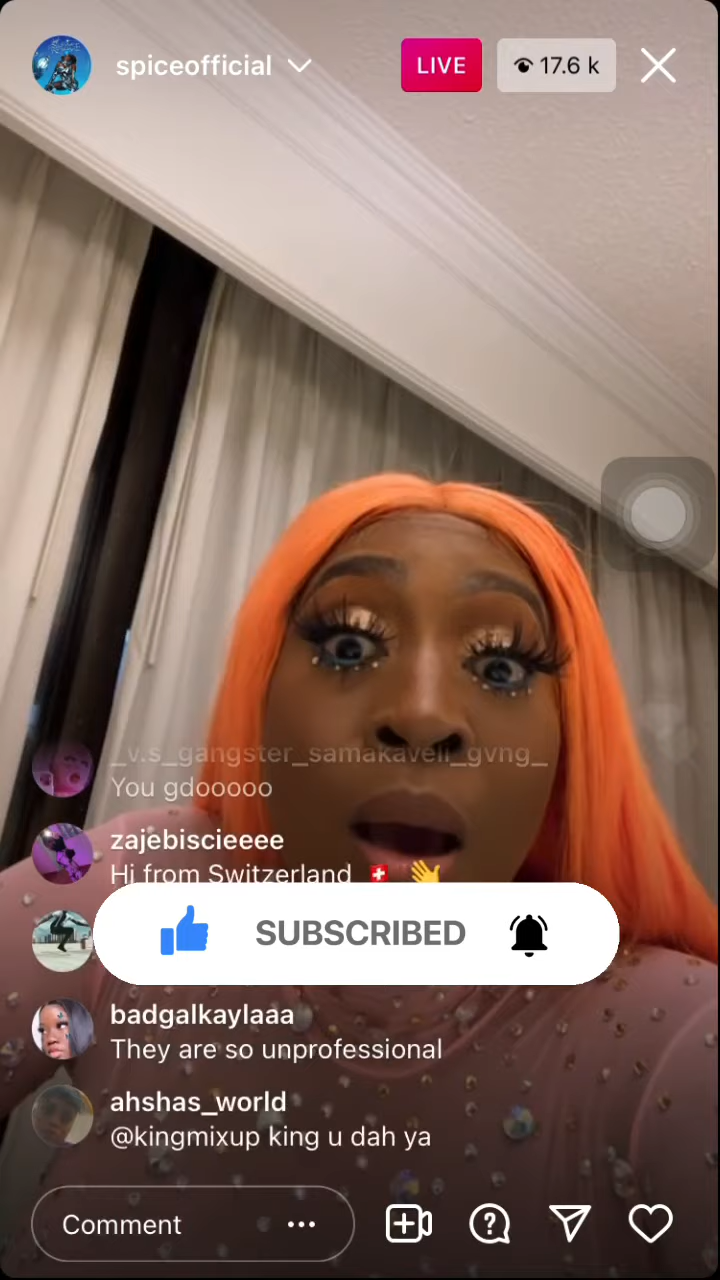 spiceofficial
LIVE
17.6 k
_v.s_gangster_samakaveli_gvng_
You gdooooo
zajebiscieeee
Hi from Switzerland 🇨🇭 👋
SUBSCRIBED
badgalkaylaaa
They are so unprofessional
ahshas_world
@kingmixup king u dah ya
Comment